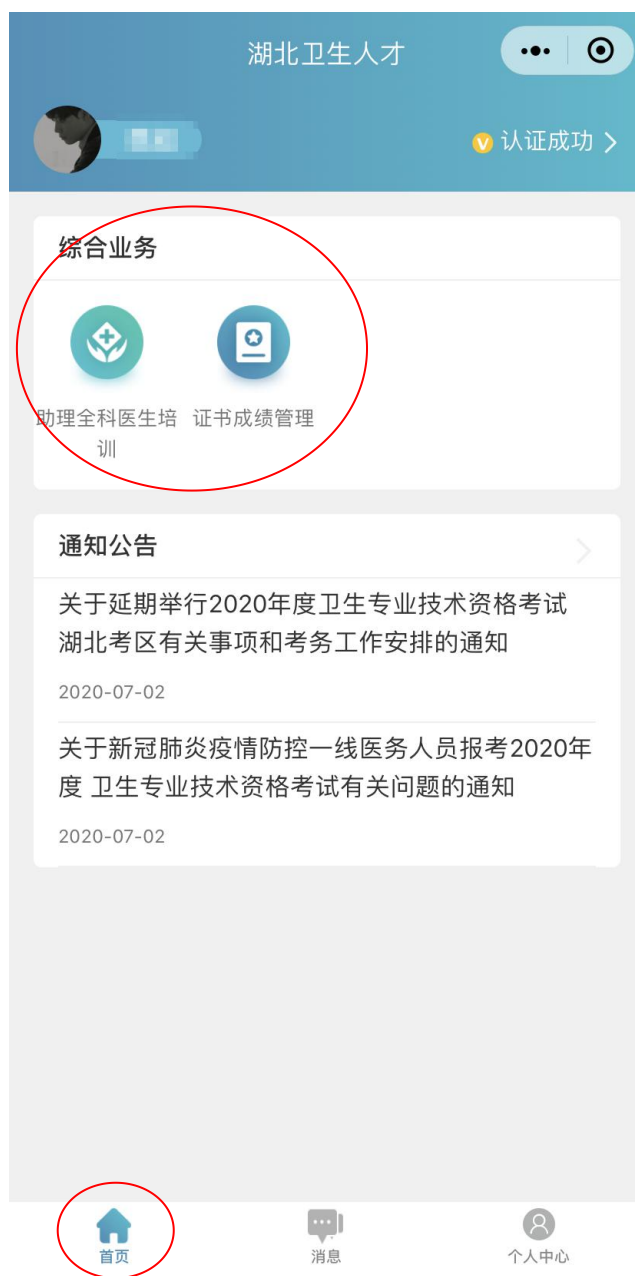 湖北卫生人才
认证成功
综合业务
助理全科医生培
训
证书成绩管理
通知公告
关于延期举行2020年度卫生专业技术资格考试
湖北考区有关事项和考务工作安排的通知
2020-07-02
关于新冠肺炎疫情防控一线医务人员报考2020年
度 卫生专业技术资格考试有关问题的通知
2020-07-02
首页
消息
个人中心